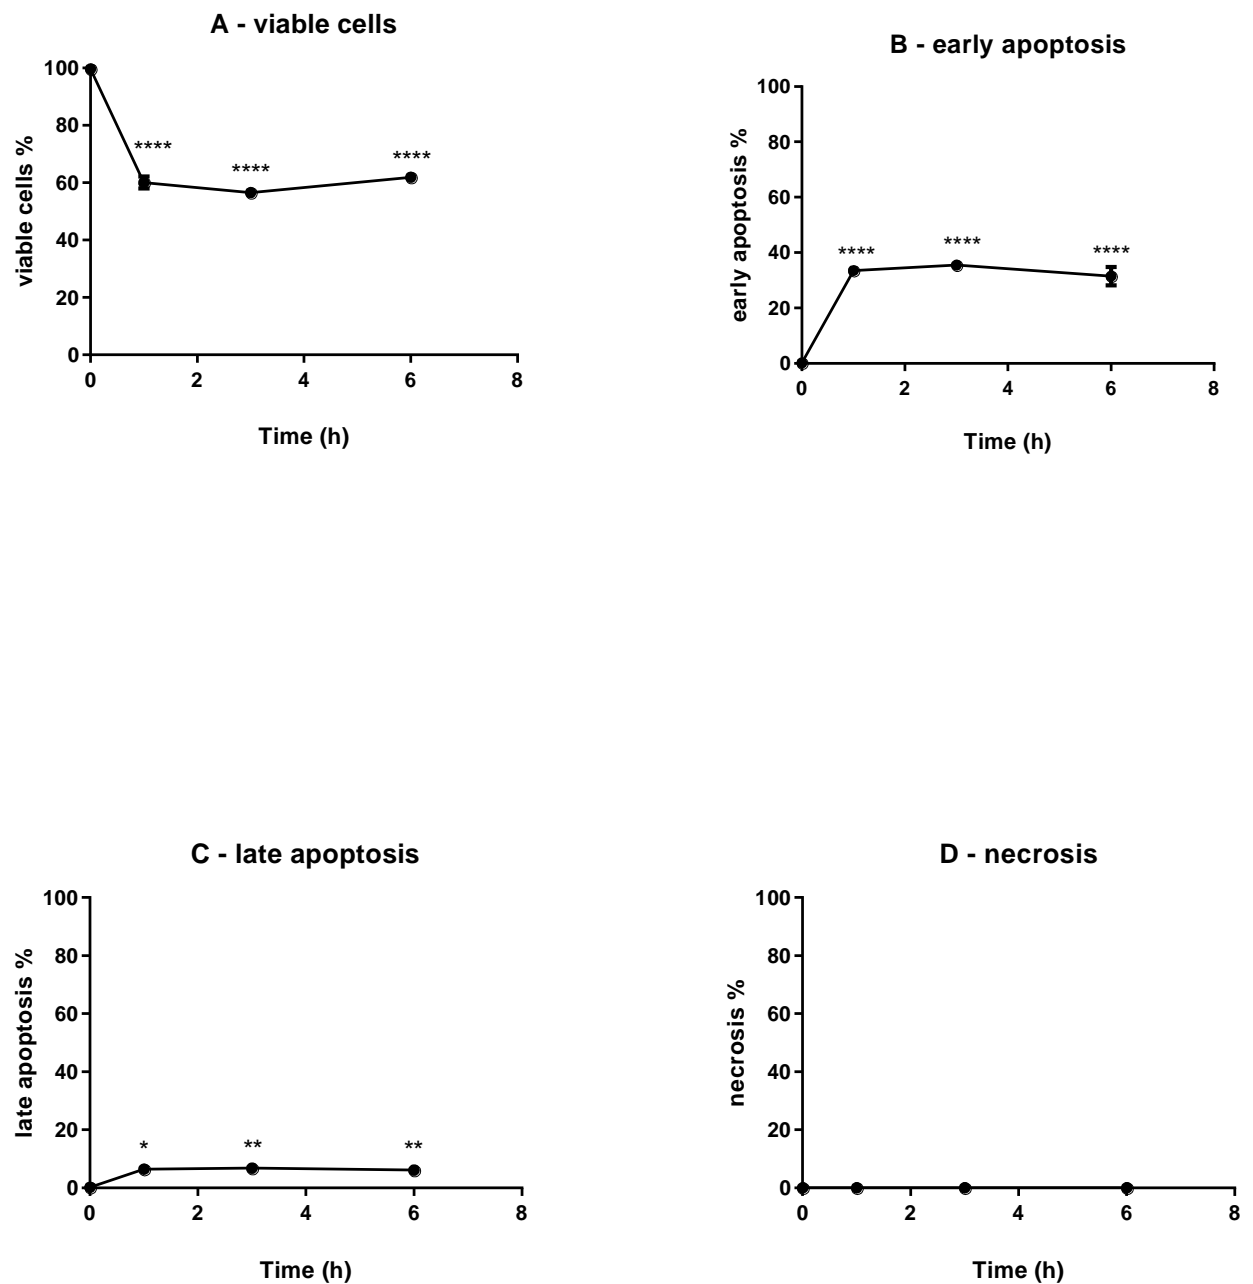 A - viable cells
viable cells %
100
80
60
40
20
0
****
****
****
0 2 4 6 8
Time (h)
B - early apoptosis
early apoptosis %
100
80
60
40
20
0
****
****
****
0 2 4 6 8
Time (h)
C - late apoptosis
late apoptosis %
100
80
60
40
20
0
*
**
**
0 2 4 6 8
Time (h)
D - necrosis
necrosis %
100
80
60
40
20
0
0 2 4 6 8
Time (h)